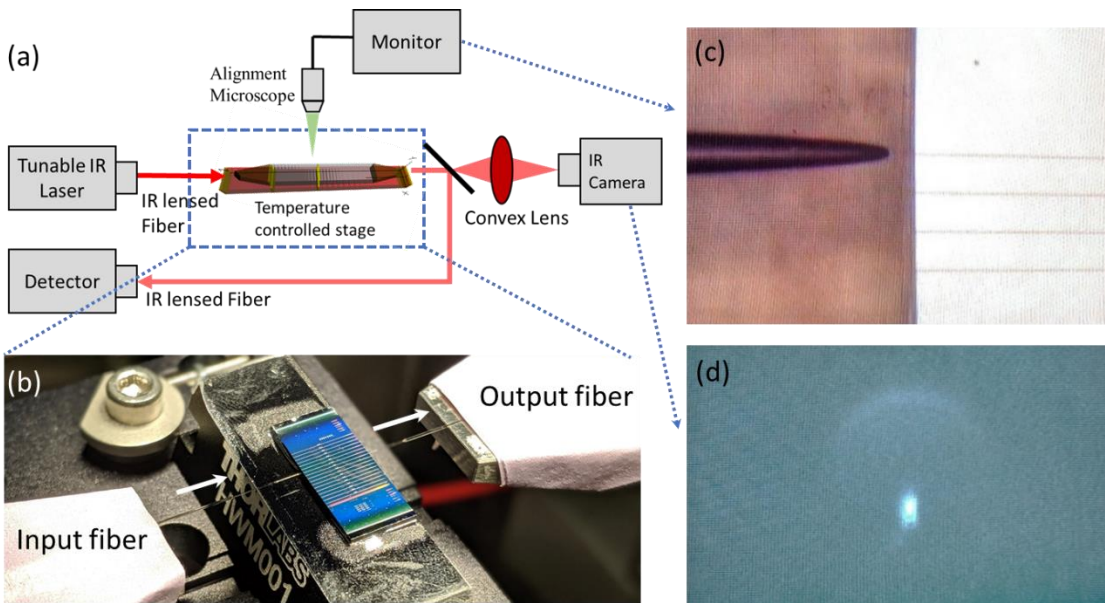 (a)
Monitor
Alignment
Microscope
Tunable IR
Laser
IR lensed
Fiber
Temperature
controlled stage
Convex Lens
IR
Camera
Detector
IR lensed Fiber
(b)
Input fiber
Output fiber
THORLABS
HWM001
(c)
(d)